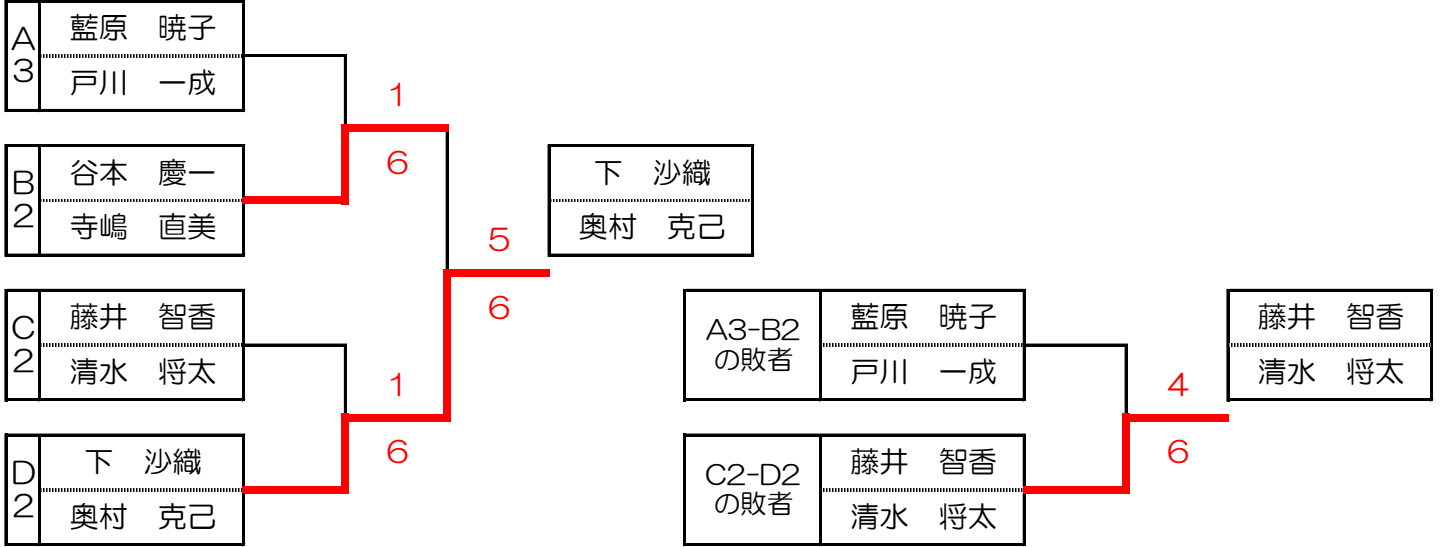 A3
藍原 暁子
戸川 一成
1
6
B2
谷本 慶一
寺嶋 直美
下 沙織
奥村 克己
5
6
C2
藤井 智香
清水 将太
1
6
D2
下 沙織
奥村 克己
A3-B2
の敗者
藍原 暁子
戸川 一成
C2-D2
の敗者
藤井 智香
清水 将太
4
6
藤井 智香
清水 将太